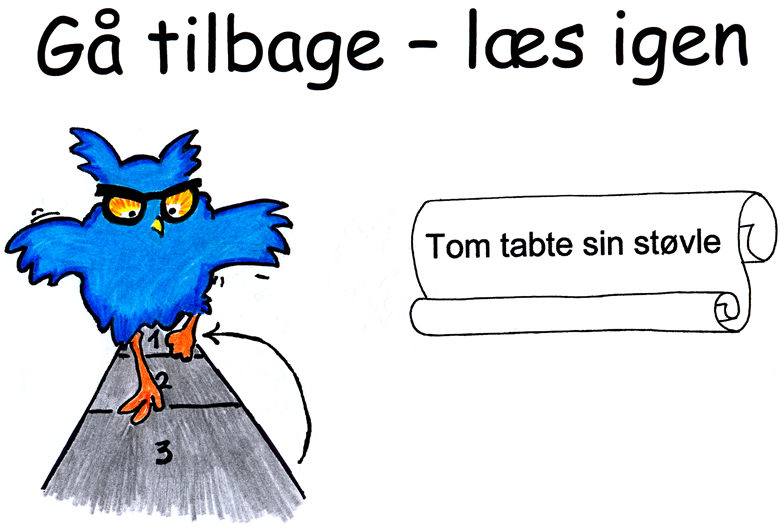 Gå tilbage – læs igen
Tom tabte sin støvle
1
2
3